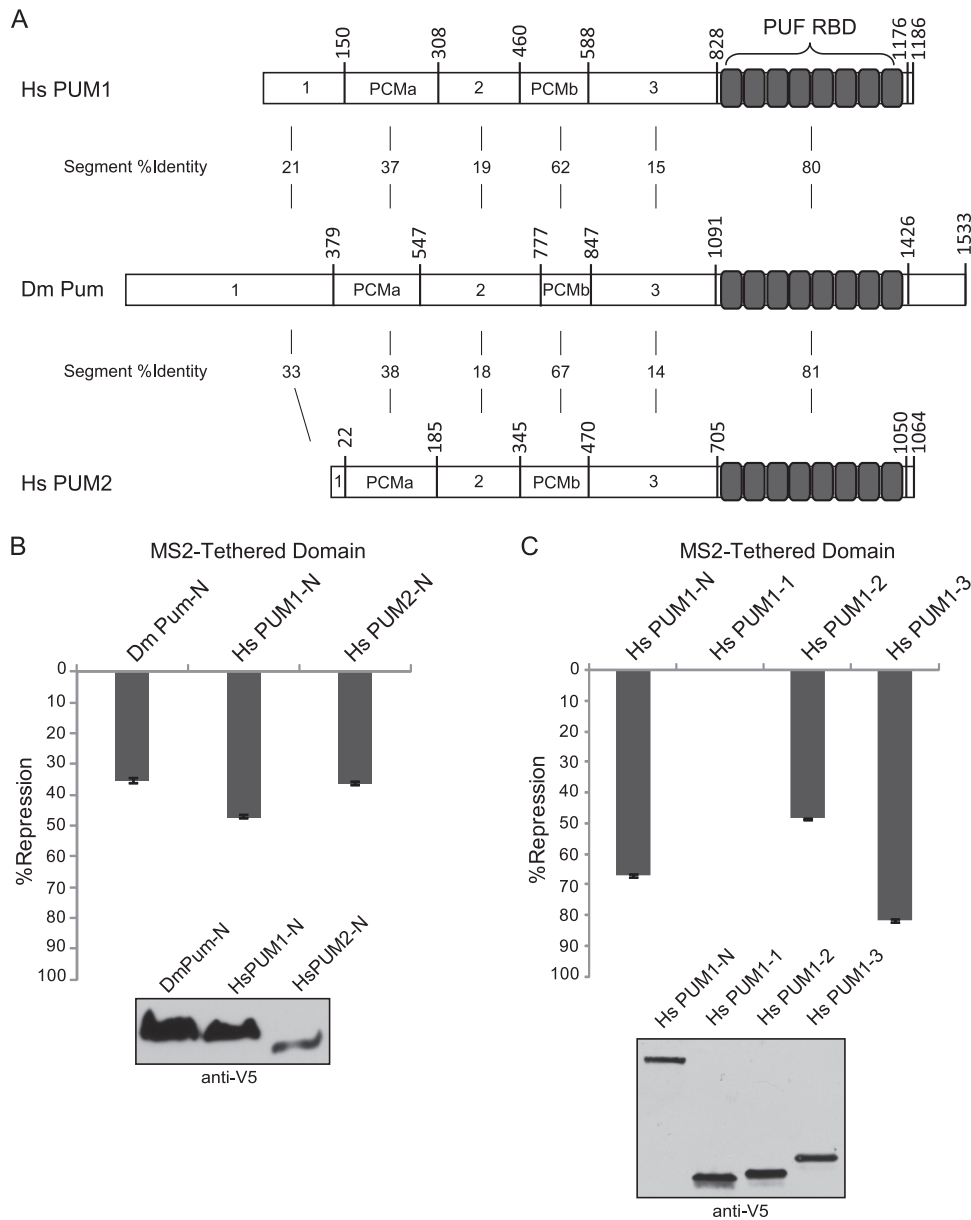 A
PUF RBD
150 308 460 588 828 1176 1186
Hs PUM1
1 PCMa 2 PCMb 3
Segment %Identity 21 37 19 62 15 80
379 547 777 847 1091 1426 1533
Dm Pum
1 PCMa 2 PCMb 3
Segment %Identity 33 38 18 67 14 81
22 185 345 470 705 1050 1064
Hs PUM2
1 PCMa 2 PCMb 3
B
MS2-Tethered Domain
Dm Pum-N Hs PUM1-N Hs PUM2-N
%Repression
0
10
20
30
40
50
60
70
80
90
100
DmPum-N HsPUM1-N HsPUM2-N
anti-V5
C
MS2-Tethered Domain
Hs PUM1-N Hs PUM1-1 Hs PUM1-2 Hs PUM1-3
%Repression
0
10
20
30
40
50
60
70
80
90
100
Hs PUM1-N Hs PUM1-1 Hs PUM1-2 Hs PUM1-3
anti-V5